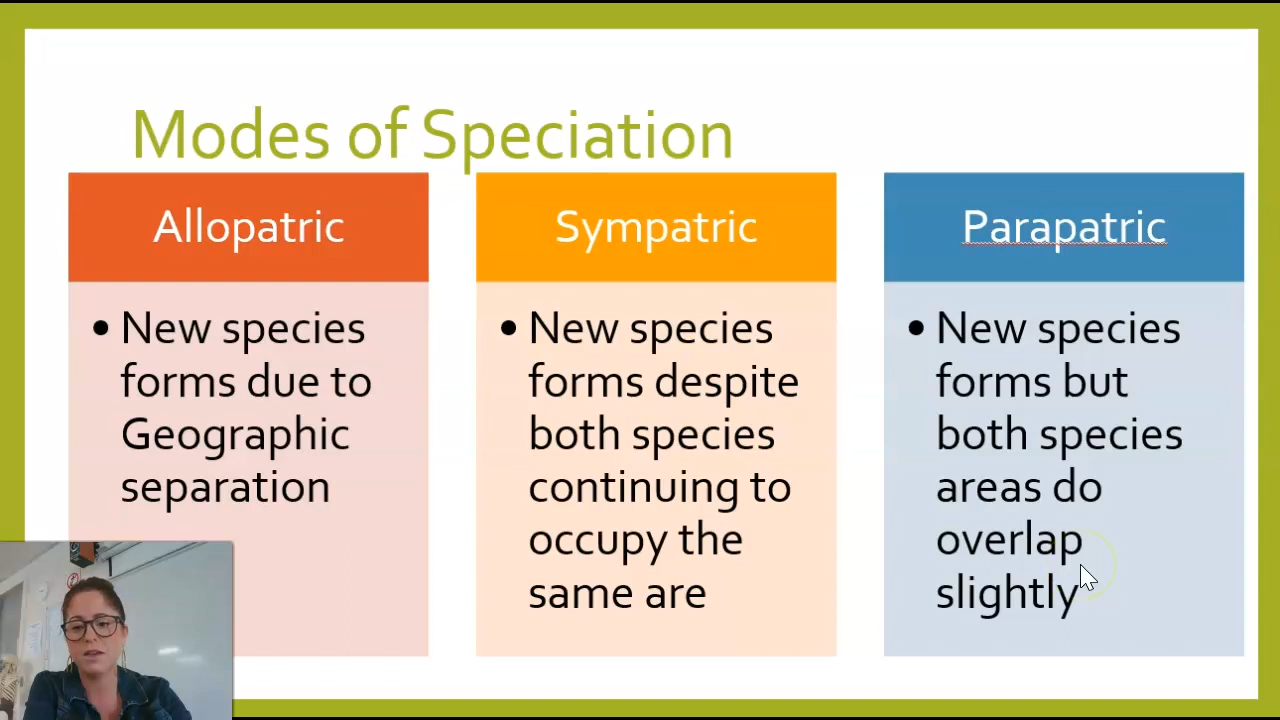 Modes of Speciation
Allopatric
• New species
forms due to
Geographic
separation
Sympatric
• New species
forms despite
both species
continuing to
occupy the
same are
Parapatric
• New species
forms but
both species
areas do
overlap
slightly